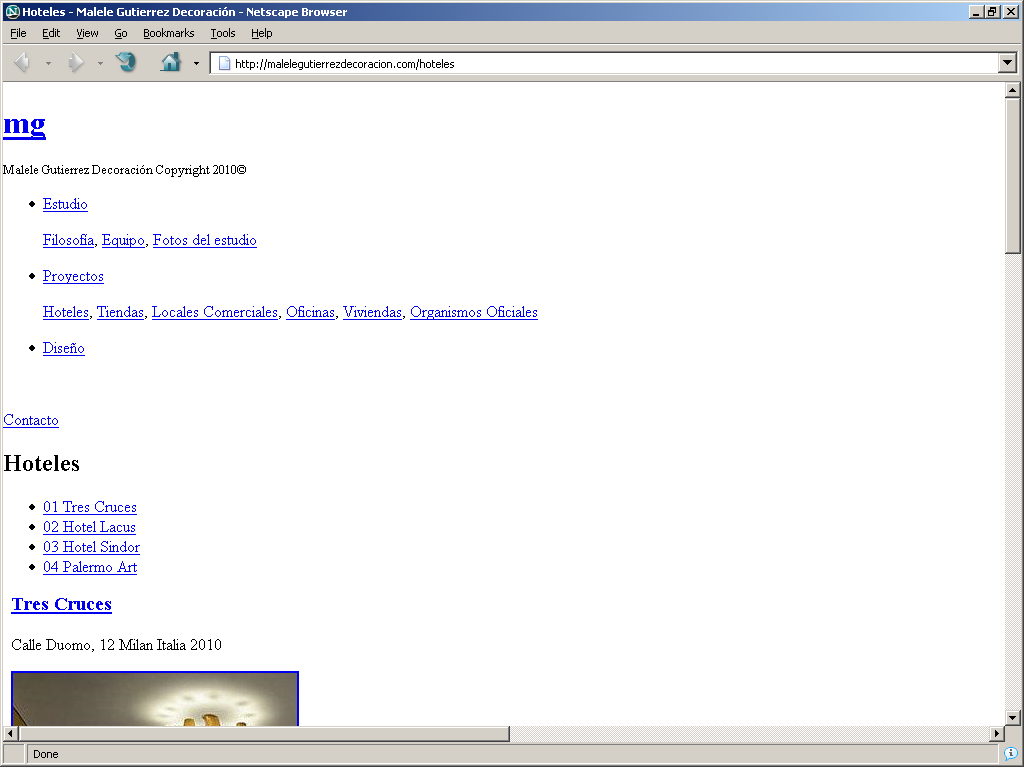 Hoteles - Malele Gutierrez Decoración - Netscape Browser
File Edit View Go Bookmarks Tools Help
http://malelegutierrezdecoracion.com/hoteles
mg
Malele Gutierrez Decoración Copyright 2010©
Estudio
Filosofía, Equipo, Fotos del estudio
Proyectos
Hoteles, Tiendas, Locales Comerciales, Oficinas, Viviendas, Organismos Oficiales
Diseño
Contacto
Hoteles
01 Tres Cruces
02 Hotel Lacus
03 Hotel Sindor
04 Palermo Art
Tres Cruces
Calle Duomo, 12 Milan Italia 2010
Done